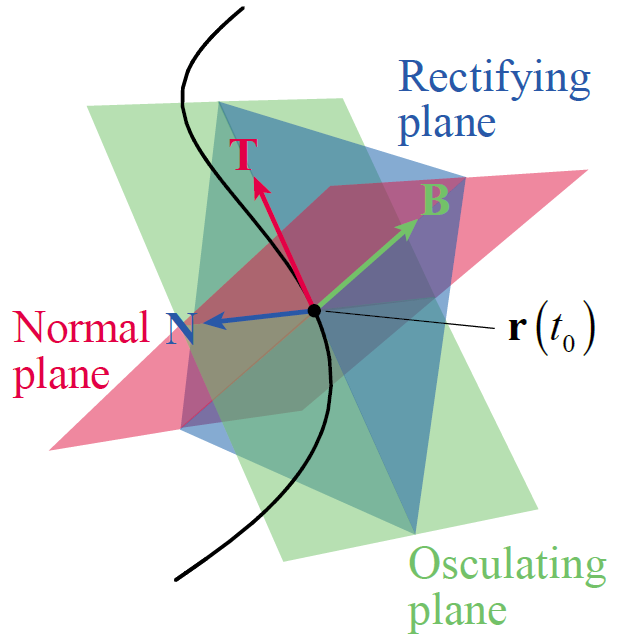 Rectifying
plane
T
B
Normal
plane
N
r(t₀)
Osculating
plane